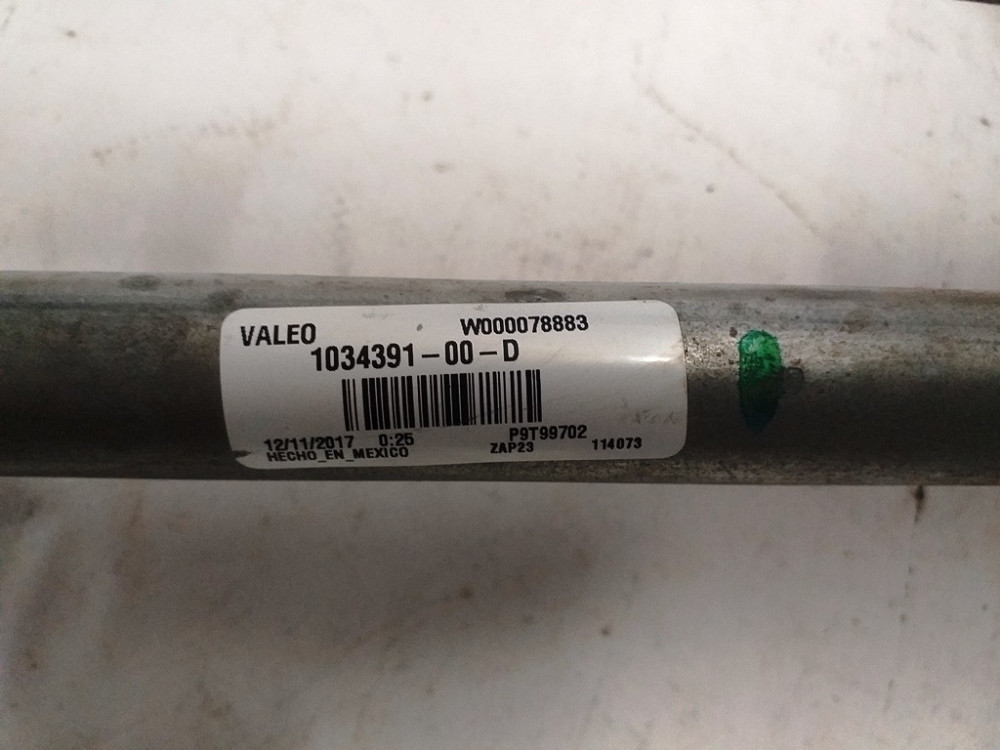 VALEO W000078883
1034391-00-D
12/11/2017 0:25 P9T99702
HECHO_EN_MEXICO ZAP23 114073